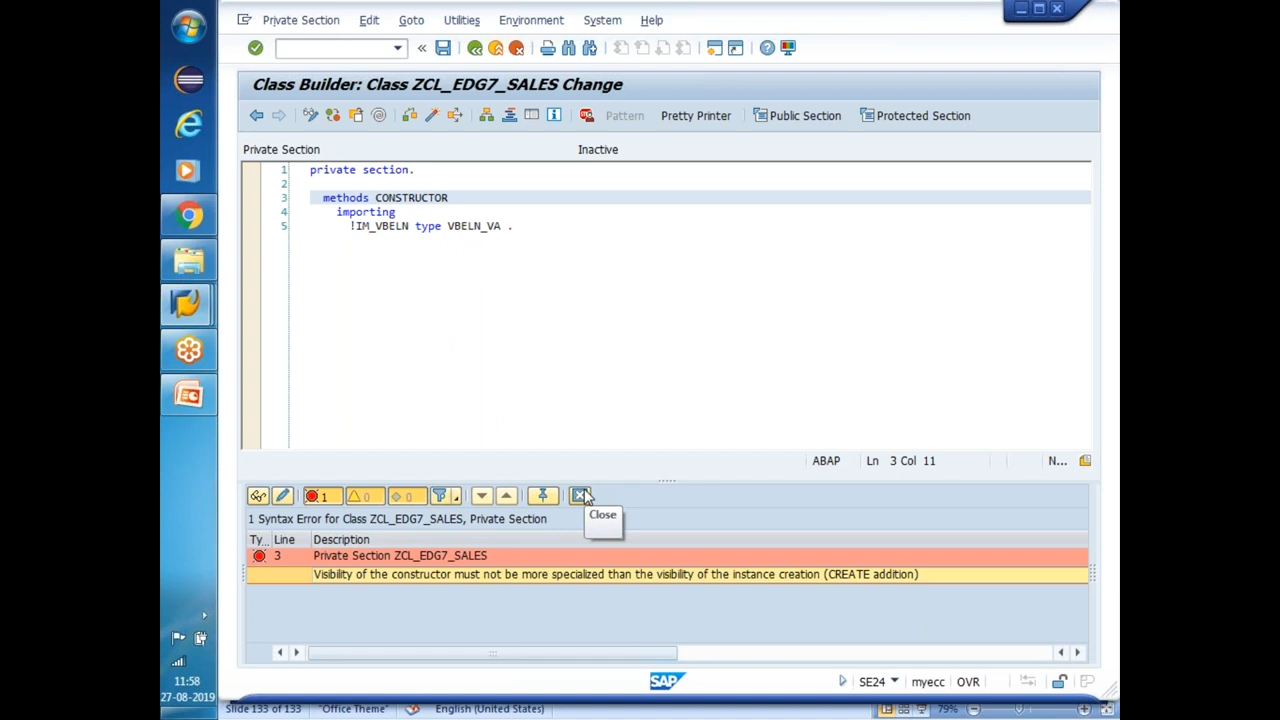 Private Section Edit Goto Utilities Environment System Help
Class Builder: Class ZCL_EDG7_SALES Change
Pattern Pretty Printer Public Section Protected Section
Private Section Inactive
1 private section.
2
3 methods CONSTRUCTOR
4 importing
5 !IM_VBELN type VBELN_VA .
ABAP Ln 3 Col 11 N...
1 0 0
Close
1 Syntax Error for Class ZCL_EDG7_SALES, Private Section
Ty... Line Description
3 Private Section ZCL_EDG7_SALES
Visibility of the constructor must not be more specialized than the visibility of the instance creation (CREATE addition)
SAP SE24 myecc OVR
11:58
27-08-2019
Slide 133 of 133 "Office Theme" English (United States) 79%